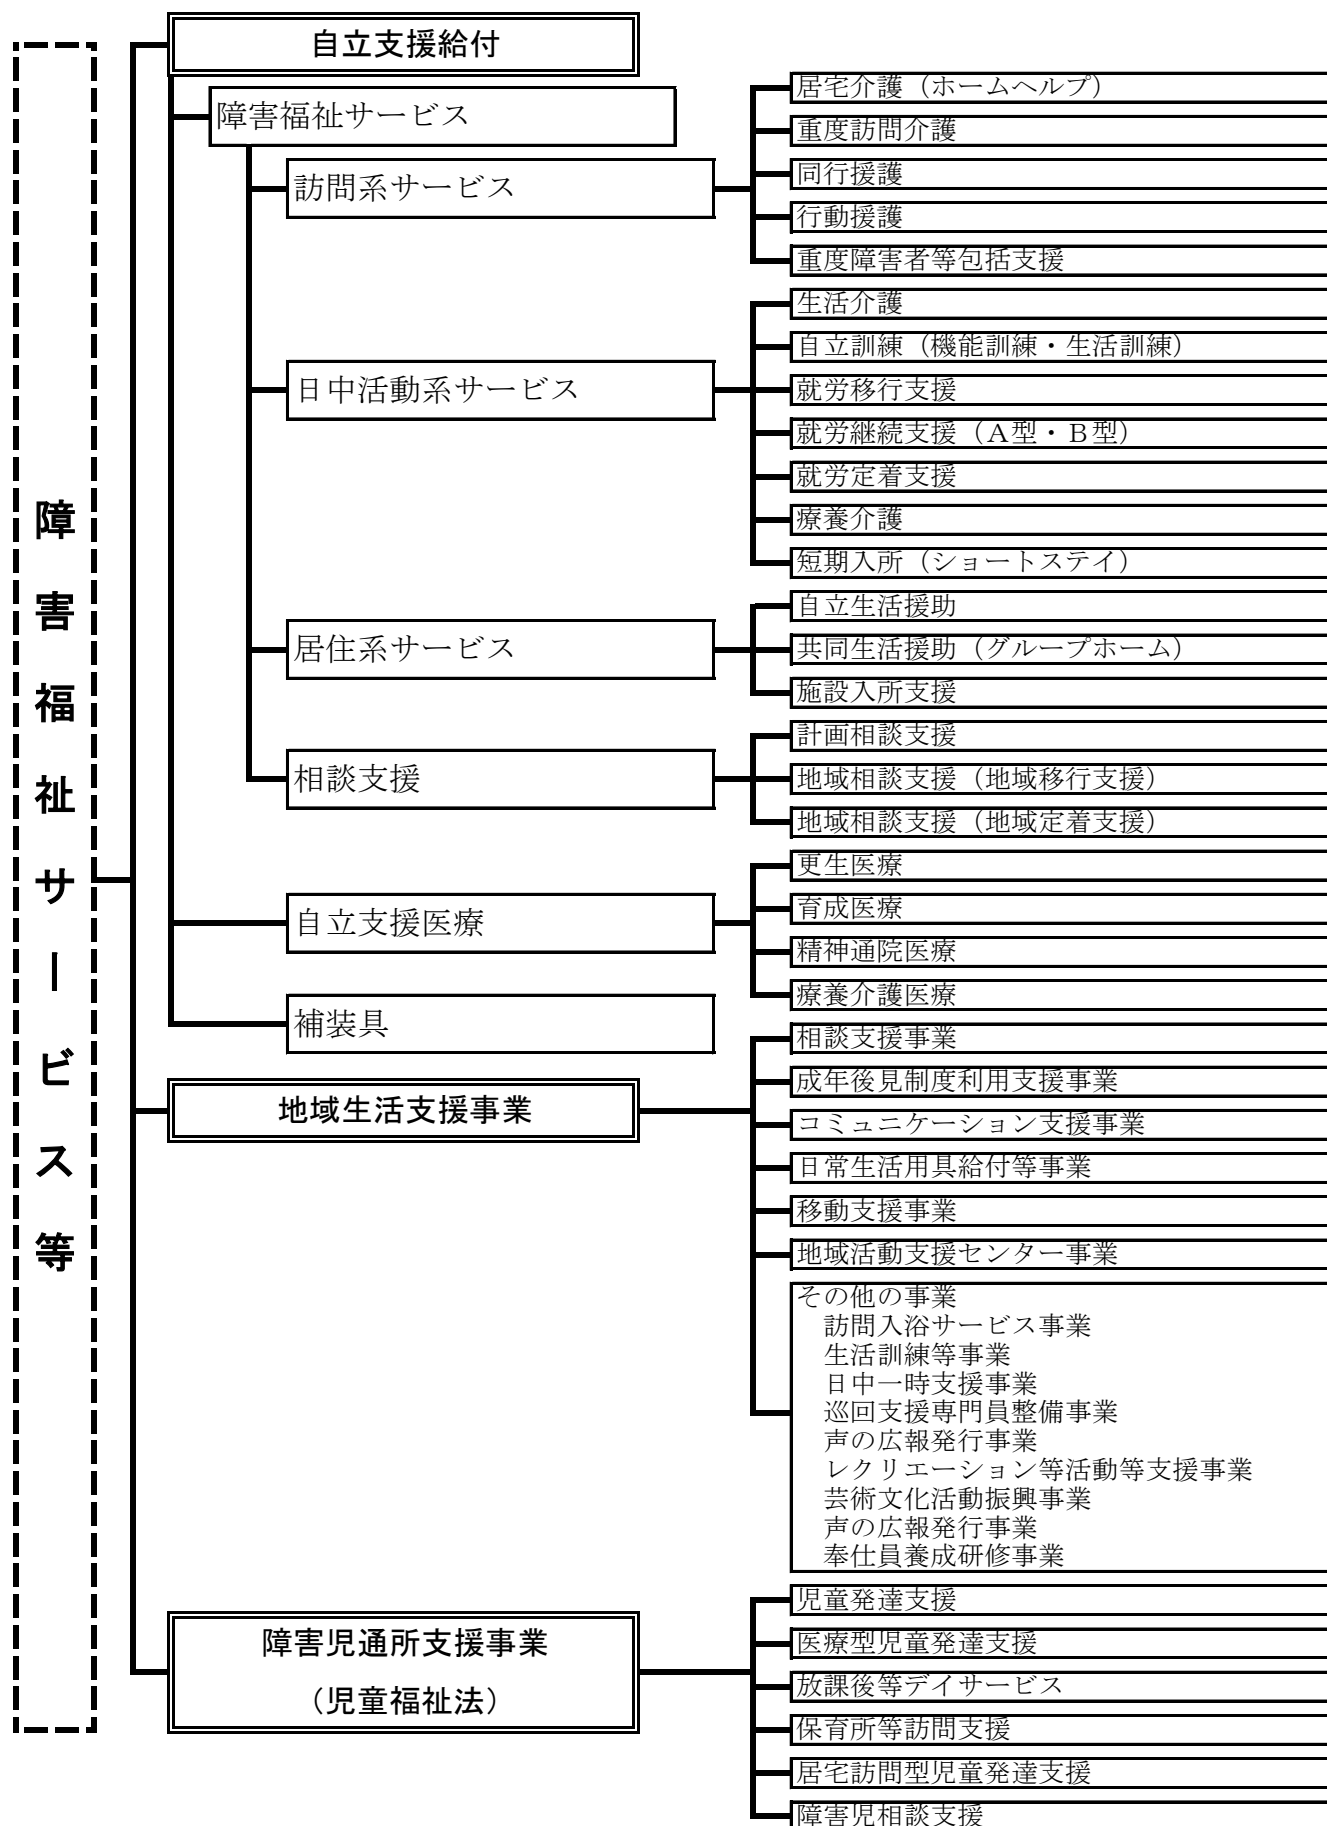 障害福祉サービス等
自立支援給付
障害福祉サービス
訪問系サービス
居宅介護（ホームヘルプ）
重度訪問介護
同行援護
行動援護
重度障害者等包括支援
日中活動系サービス
生活介護
自立訓練（機能訓練・生活訓練）
就労移行支援
就労継続支援（Ａ型・Ｂ型）
就労定着支援
療養介護
短期入所（ショートステイ）
居住系サービス
自立生活援助
共同生活援助（グループホーム）
施設入所支援
相談支援
計画相談支援
地域相談支援（地域移行支援）
地域相談支援（地域定着支援）
自立支援医療
更生医療
育成医療
精神通院医療
療養介護医療
補装具
地域生活支援事業
相談支援事業
成年後見制度利用支援事業
コミュニケーション支援事業
日常生活用具給付等事業
移動支援事業
地域活動支援センター事業
その他の事業
訪問入浴サービス事業
生活訓練等事業
日中一時支援事業
巡回支援専門員整備事業
声の広報発行事業
レクリエーション等活動等支援事業
芸術文化活動振興事業
声の広報発行事業
奉仕員養成研修事業
障害児通所支援事業
（児童福祉法）
児童発達支援
医療型児童発達支援
放課後等デイサービス
保育所等訪問支援
居宅訪問型児童発達支援
障害児相談支援